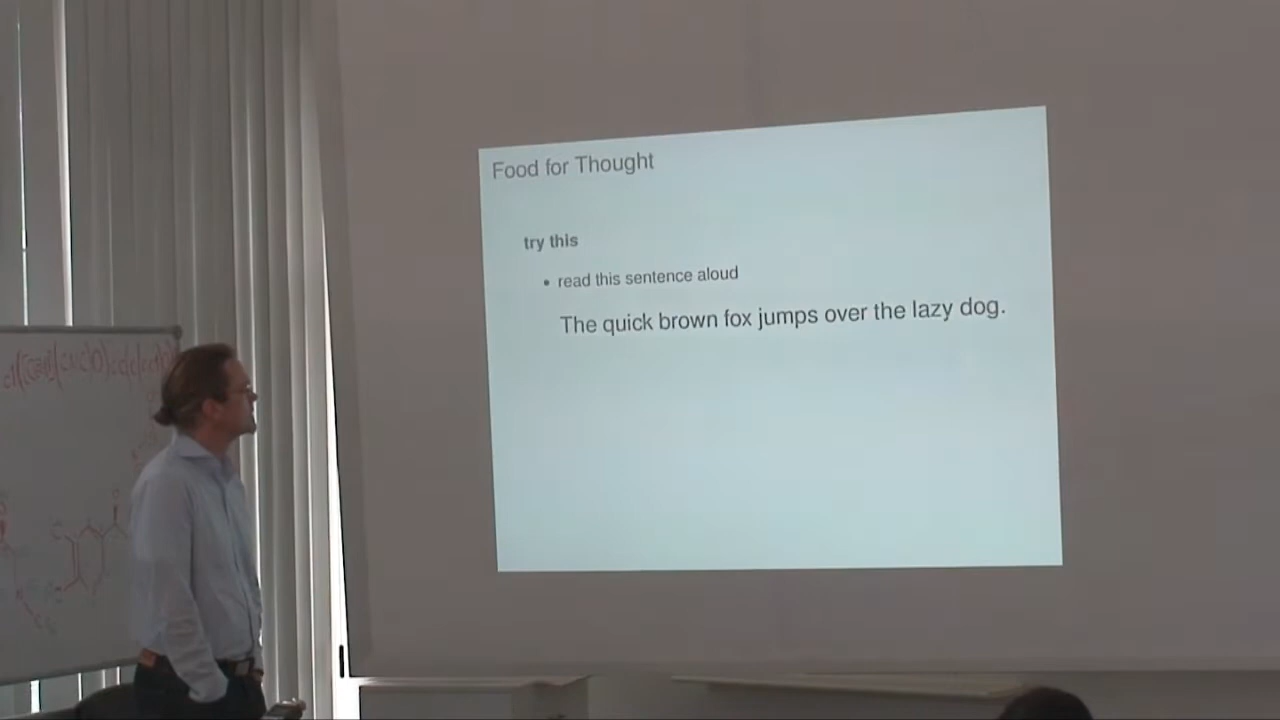 Food for Thought
try this
• read this sentence aloud
The quick brown fox jumps over the lazy dog.